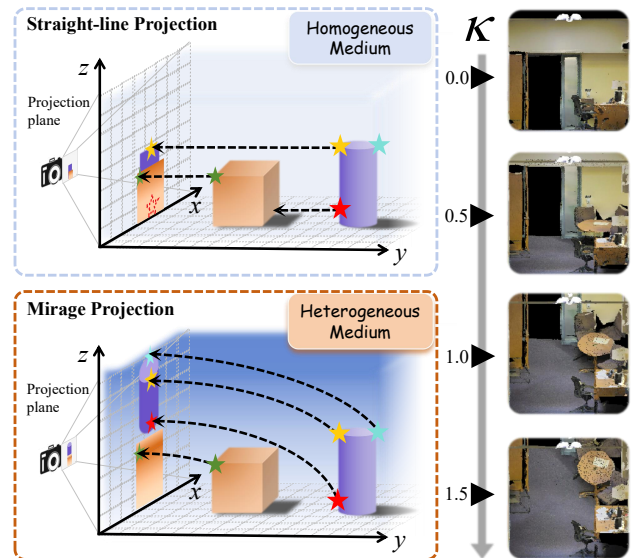 Straight-line Projection
Homogeneous
Medium
z
Projection
plane
x
y
Mirage Projection
Heterogeneous
Medium
z
Projection
plane
x
y
κ
0.0
0.5
1.0
1.5